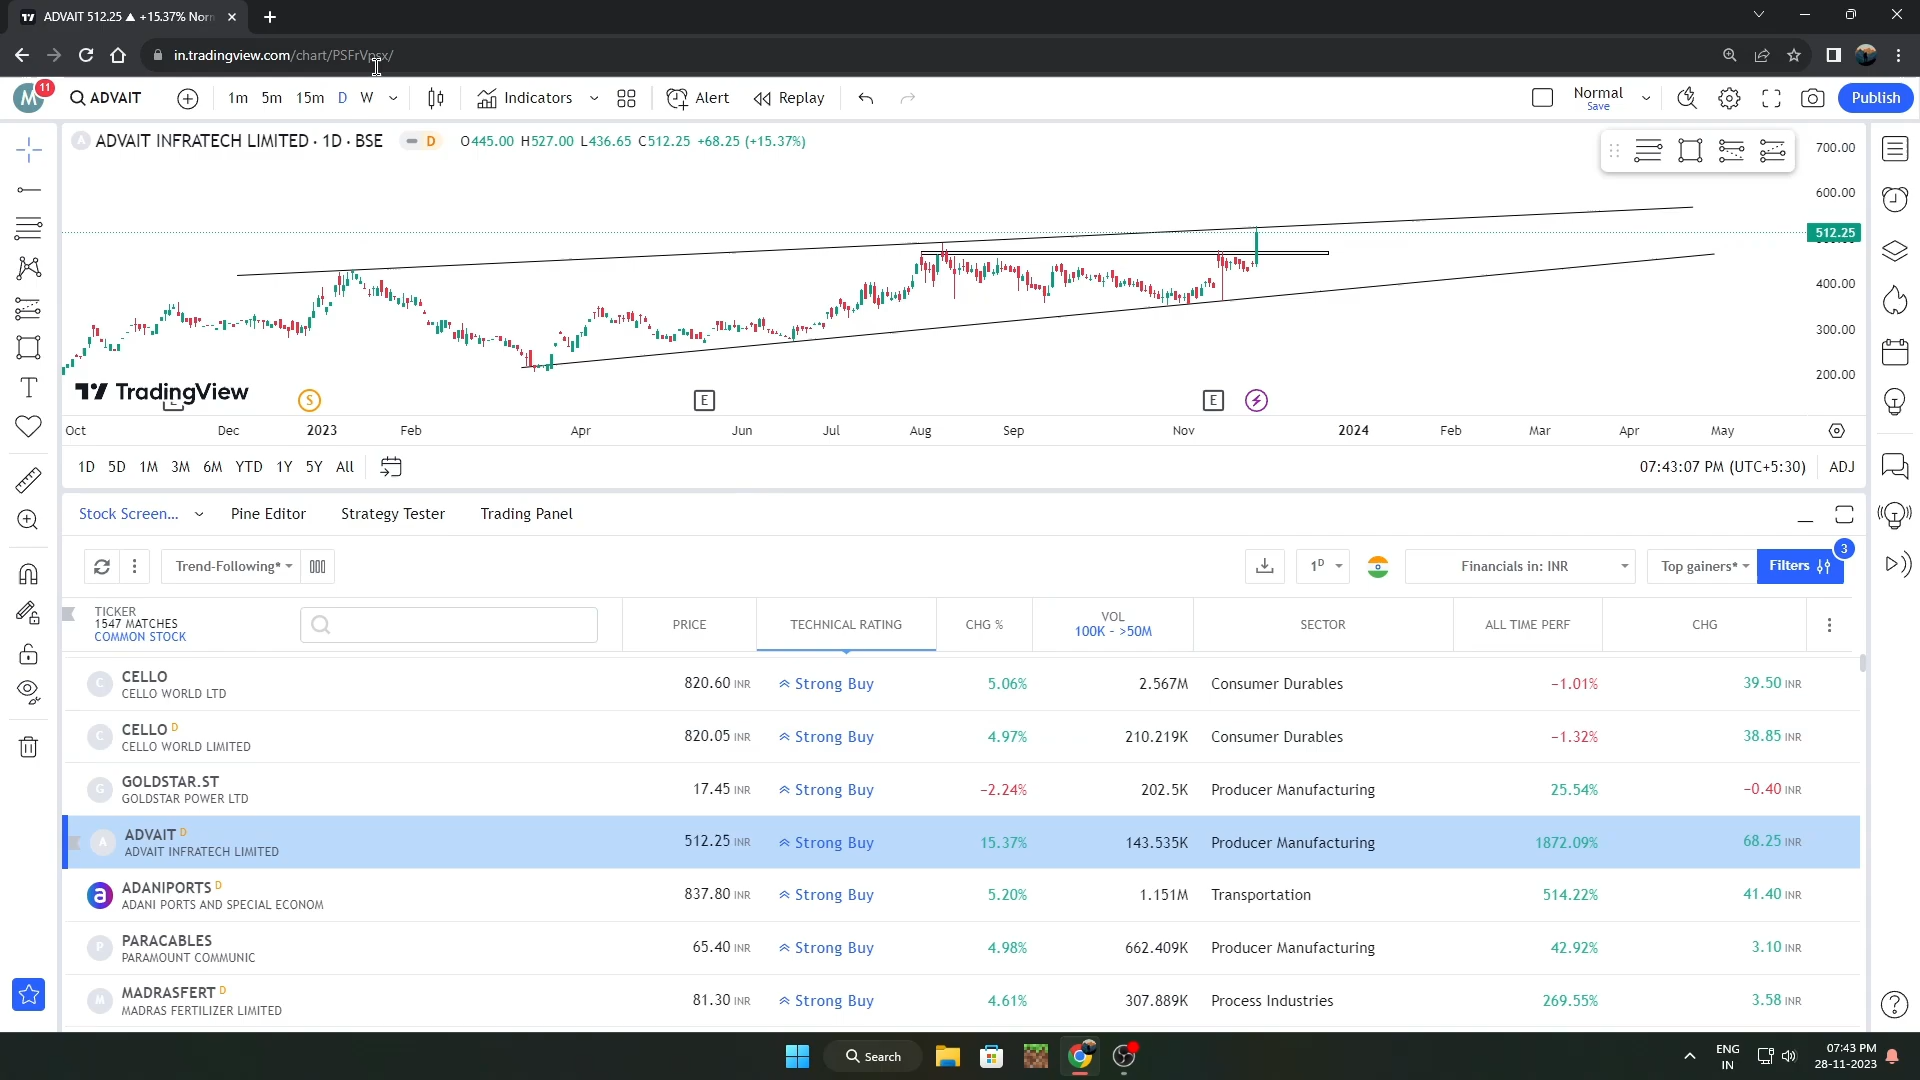 ADVAIT 512.25 ▲ +15.37% Norm
in.tradingview.com/chart/PSFrVpsx/
M 11 ADVAIT 1m 5m 15m D W Indicators Alert Replay Normal Save Publish
A ADVAIT INFRATECH LIMITED · 1D · BSE D O445.00 H527.00 L436.65 C512.25 +68.25 (+15.37%)
700.00
600.00
512.25
400.00
300.00
200.00
TradingView
S E E
Oct Dec 2023 Feb Apr Jun Jul Aug Sep Nov 2024 Feb Mar Apr May
1D 5D 1M 3M 6M YTD 1Y 5Y All 07:43:07 PM (UTC+5:30) ADJ
Stock Screen... Pine Editor Strategy Tester Trading Panel
Trend-Following* 1D Financials in: INR Top gainers* Filters 3
TICKER
1547 MATCHES
COMMON STOCK
PRICE TECHNICAL RATING CHG % VOL 100K - >50M SECTOR ALL TIME PERF CHG
C CELLO 820.60 INR Strong Buy 5.06% 2.567M Consumer Durables −1.01% 39.50 INR
CELLO WORLD LTD
C CELLO D 820.05 INR Strong Buy 4.97% 210.219K Consumer Durables −1.32% 38.85 INR
CELLO WORLD LIMITED
G GOLDSTAR.ST 17.45 INR Strong Buy −2.24% 202.5K Producer Manufacturing 25.54% −0.40 INR
GOLDSTAR POWER LTD
A ADVAIT D 512.25 INR Strong Buy 15.37% 143.535K Producer Manufacturing 1872.09% 68.25 INR
ADVAIT INFRATECH LIMITED
a ADANIPORTS D 837.80 INR Strong Buy 5.20% 1.151M Transportation 514.22% 41.40 INR
ADANI PORTS AND SPECIAL ECONOM
P PARACABLES 65.40 INR Strong Buy 4.98% 662.409K Producer Manufacturing 42.92% 3.10 INR
PARAMOUNT COMMUNIC
M MADRASFERT D 81.30 INR Strong Buy 4.61% 307.889K Process Industries 269.55% 3.58 INR
MADRAS FERTILIZER LIMITED
Search ENG 07:43 PM
IN 28-11-2023